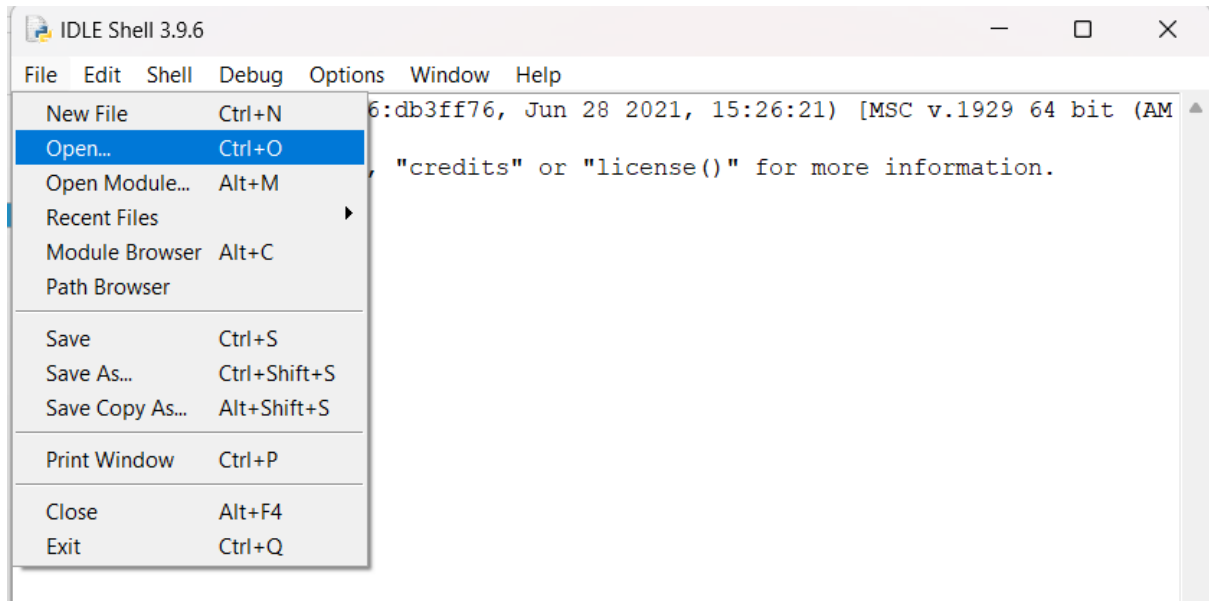 IDLE Shell 3.9.6
File Edit Shell Debug Options Window Help
6:db3ff76, Jun 28 2021, 15:26:21) [MSC v.1929 64 bit (AM
, "credits" or "license()" for more information.
New File Ctrl+N
Open... Ctrl+O
Open Module... Alt+M
Recent Files
Module Browser Alt+C
Path Browser
Save Ctrl+S
Save As... Ctrl+Shift+S
Save Copy As... Alt+Shift+S
Print Window Ctrl+P
Close Alt+F4
Exit Ctrl+Q